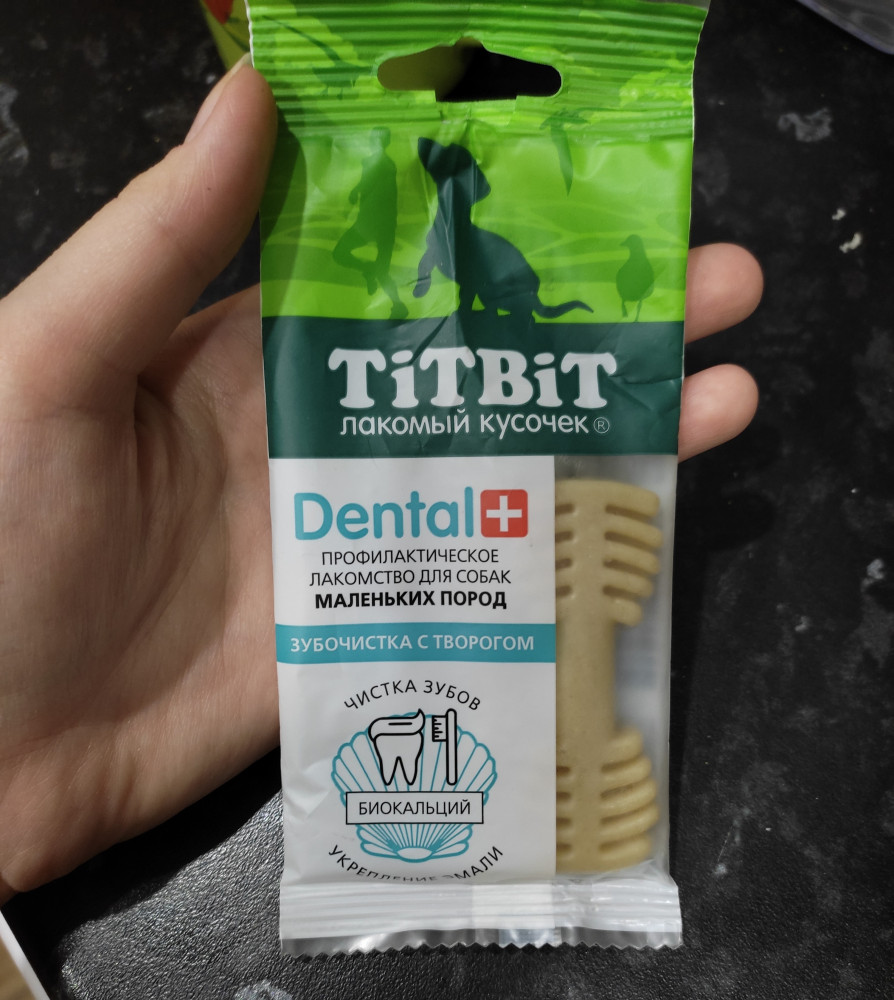 TiTBiT
лакомый кусочек®
Dental+
ПРОФИЛАКТИЧЕСКОЕ
ЛАКОМСТВО ДЛЯ СОБАК
МАЛЕНЬКИХ ПОРОД
ЗУБОЧИСТКА С ТВОРОГОМ
ЧИСТКА ЗУБОВ
БИОКАЛЬЦИЙ
УКРЕПЛЕНИЕ ЭМАЛИ